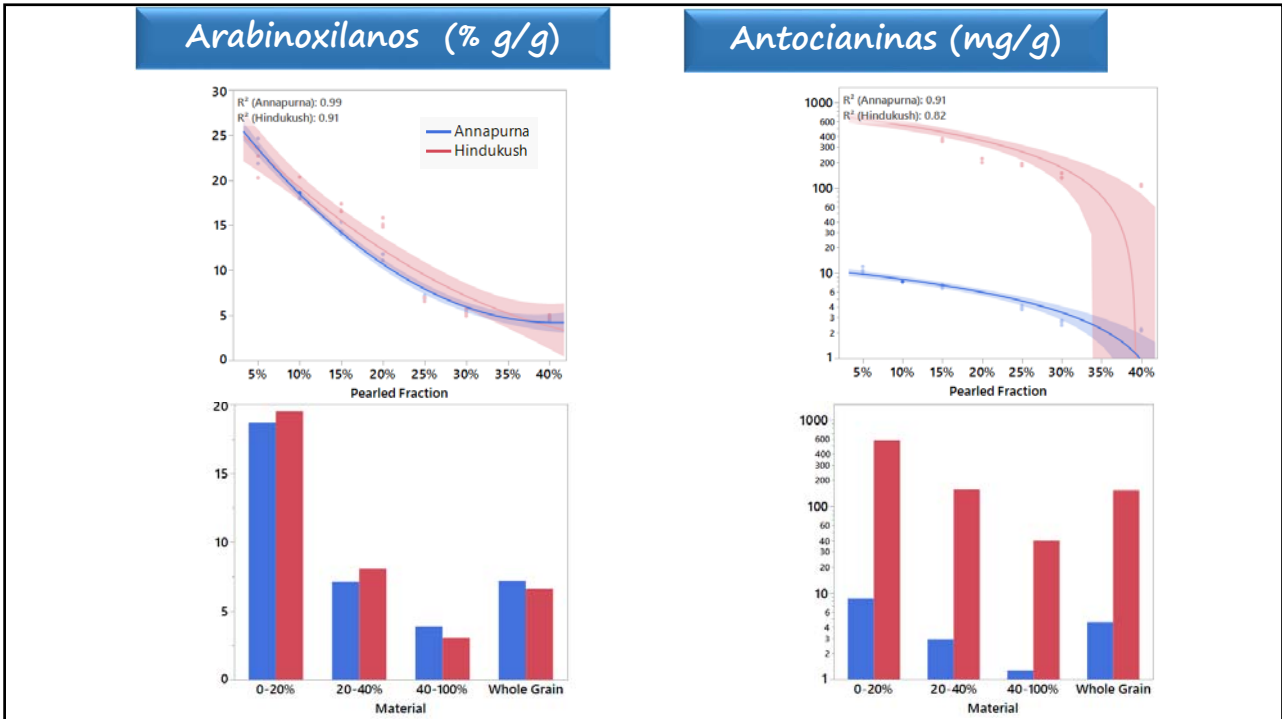 Arabinoxilanos (% g/g)
Antocianinas (mg/g)
R² (Annapurna): 0.99
R² (Hindukush): 0.91
Annapurna
Hindukush
30
25
20
15
10
5
0
5% 10% 15% 20% 25% 30% 35% 40%
Pearled Fraction
R² (Annapurna): 0.91
R² (Hindukush): 0.82
1000
600
400
300
200
100
60
40
30
20
10
6
4
3
2
1
5% 10% 15% 20% 25% 30% 35% 40%
Pearled Fraction
20
15
10
5
0
0-20% 20-40% 40-100% Whole Grain
Material
1000
600
400
300
200
100
60
40
30
20
10
6
4
3
2
1
0-20% 20-40% 40-100% Whole Grain
Material